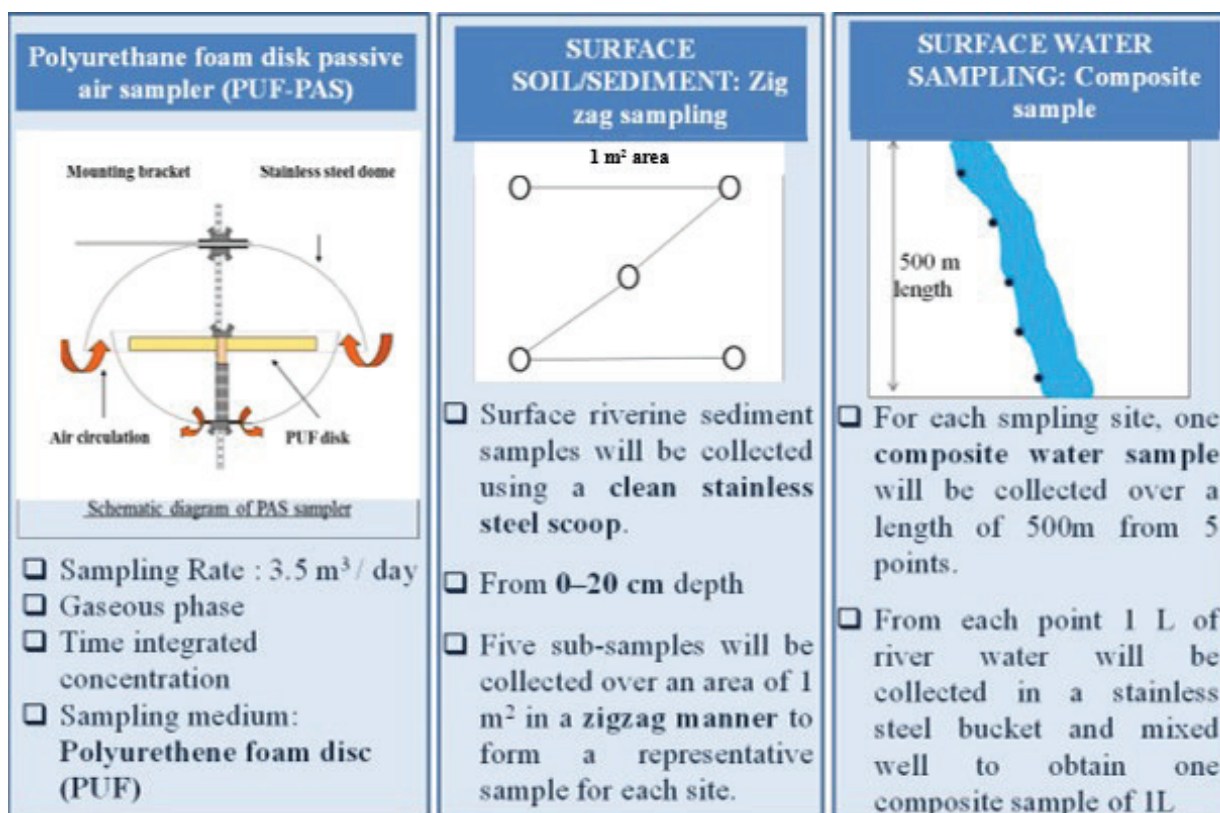 Polyurethane foam disk passive
air sampler (PUF-PAS)
Mounting bracket
Stainless steel dome
Air circulation
PUF disk
Schematic diagram of PAS sampler
❑ Sampling Rate : 3.5 m³ / day
❑ Gaseous phase
❑ Time integrated
concentration
❑ Sampling medium:
Polyurethene foam disc
(PUF)
SURFACE
SOIL/SEDIMENT: Zig
zag sampling
1 m² area
❑ Surface riverine sediment
samples will be collected
using a clean stainless
steel scoop.
❑ From 0–20 cm depth
❑ Five sub-samples will be
collected over an area of 1
m² in a zigzag manner to
form a representative
sample for each site.
SURFACE WATER
SAMPLING: Composite
sample
500 m
length
❑ For each smpling site, one
composite water sample
will be collected over a
length of 500m from 5
points.
❑ From each point 1 L of
river water will be
collected in a stainless
steel bucket and mixed
well to obtain one
composite sample of 1L